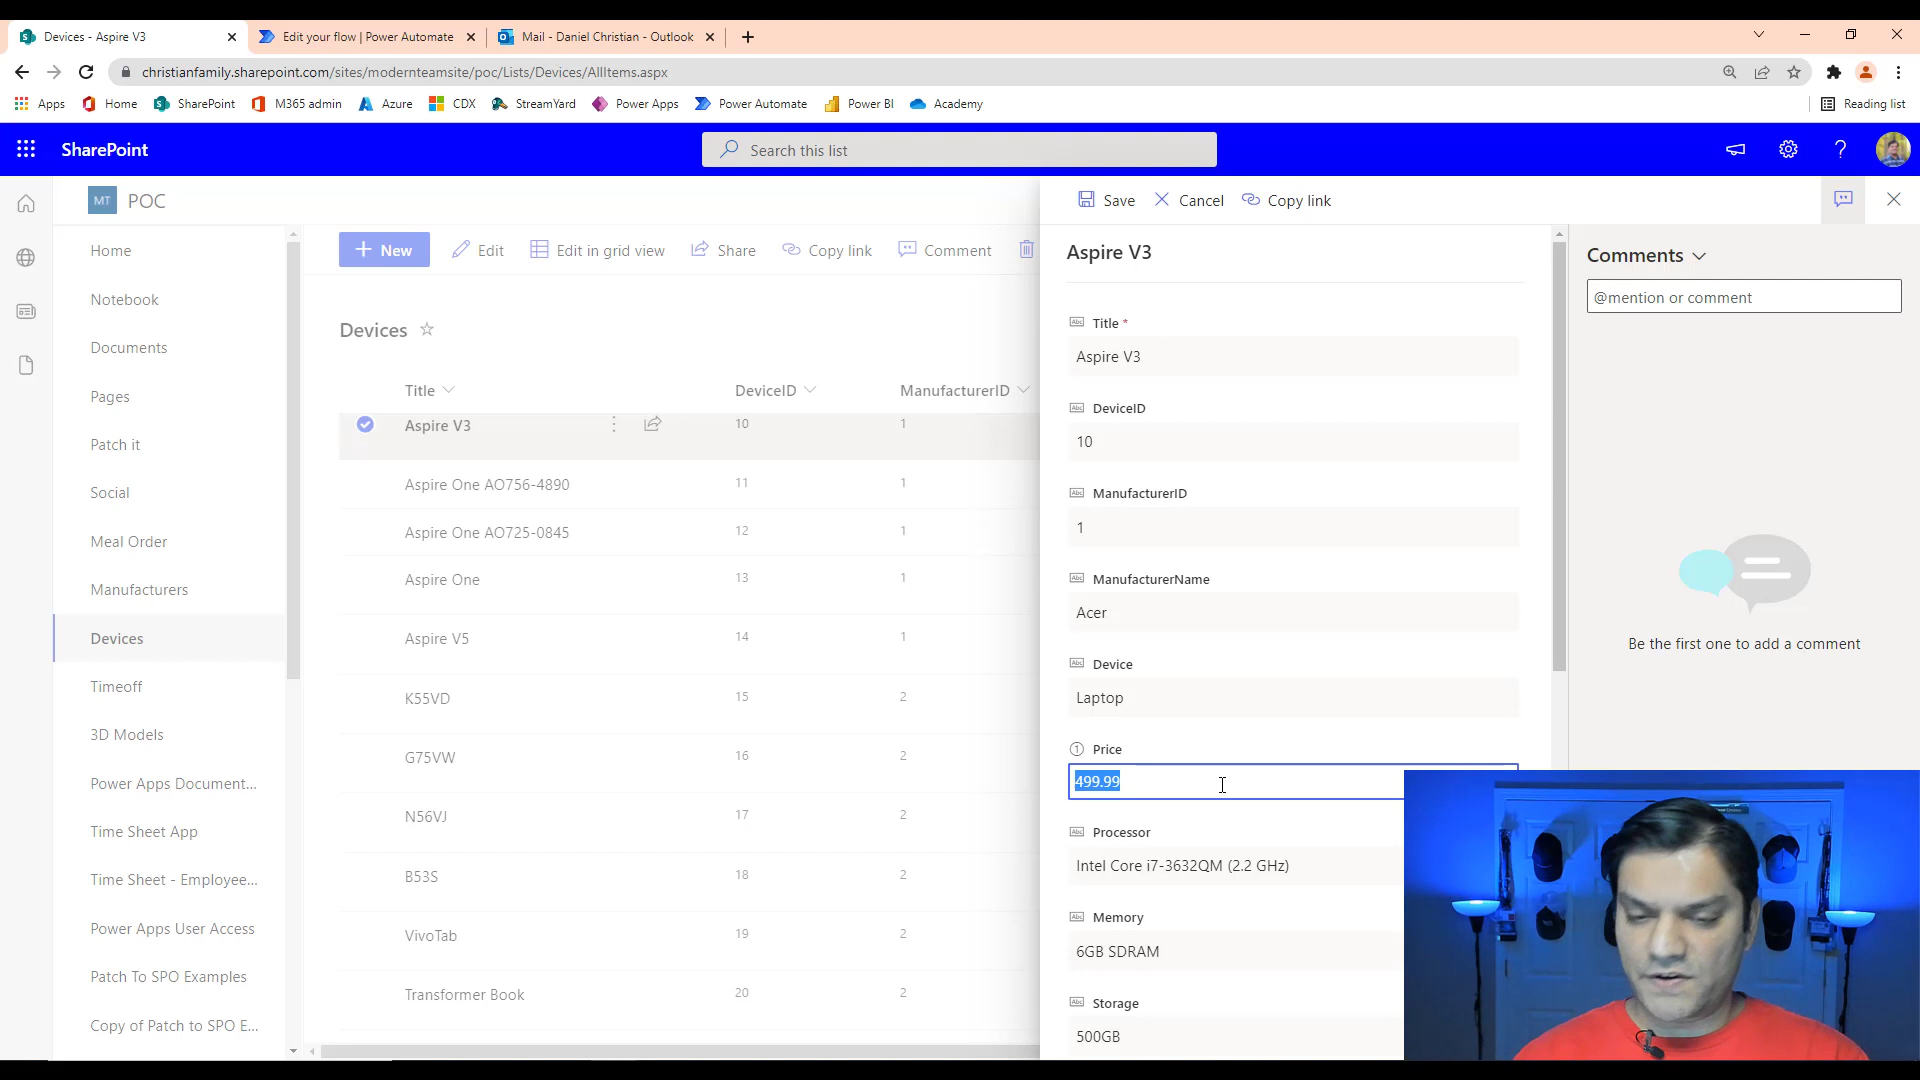 Devices - Aspire V3
Edit your flow | Power Automate
Mail - Daniel Christian - Outlook
christianfamily.sharepoint.com/sites/modernteamsite/poc/Lists/Devices/AllItems.aspx
Apps Home SharePoint M365 admin Azure CDX StreamYard Power Apps Power Automate Power BI Academy Reading list
SharePoint
Search this list
MT POC
Save Cancel Copy link
Home
Notebook
Documents
Pages
Patch it
Social
Meal Order
Manufacturers
Devices
Timeoff
3D Models
Power Apps Document...
Time Sheet App
Time Sheet - Employee...
Power Apps User Access
Patch To SPO Examples
Copy of Patch to SPO E...
New Edit Edit in grid view Share Copy link Comment
Devices
Title DeviceID ManufacturerID
Aspire V3 10 1
Aspire One AO756-4890 11 1
Aspire One AO725-0845 12 1
Aspire One 13 1
Aspire V5 14 1
K55VD 15 2
G75VW 16 2
N56VJ 17 2
B53S 18 2
VivoTab 19 2
Transformer Book 20 2
Aspire V3
Abc Title *
Aspire V3
Abc DeviceID
10
Abc ManufacturerID
1
Abc ManufacturerName
Acer
Abc Device
Laptop
1 Price
499.99
Abc Processor
Intel Core i7-3632QM (2.2 GHz)
Abc Memory
6GB SDRAM
Abc Storage
500GB
Comments
@mention or comment
Be the first one to add a comment